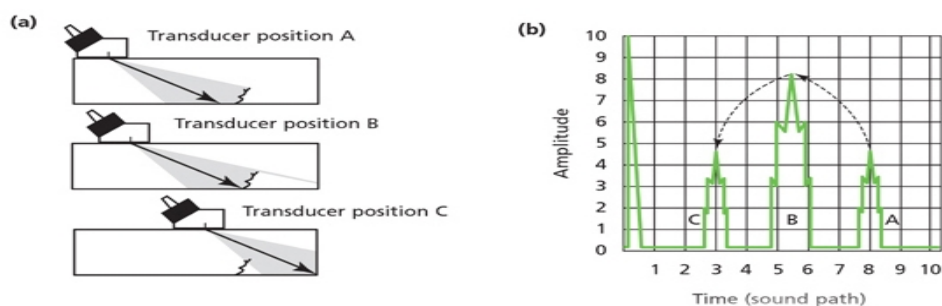 (a)
Transducer position A
Transducer position B
Transducer position C
(b)
Amplitude
10
9
8
7
6
5
4
3
2
1
0
C
B
A
1 2 3 4 5 6 7 8 9 10
Time (sound path)